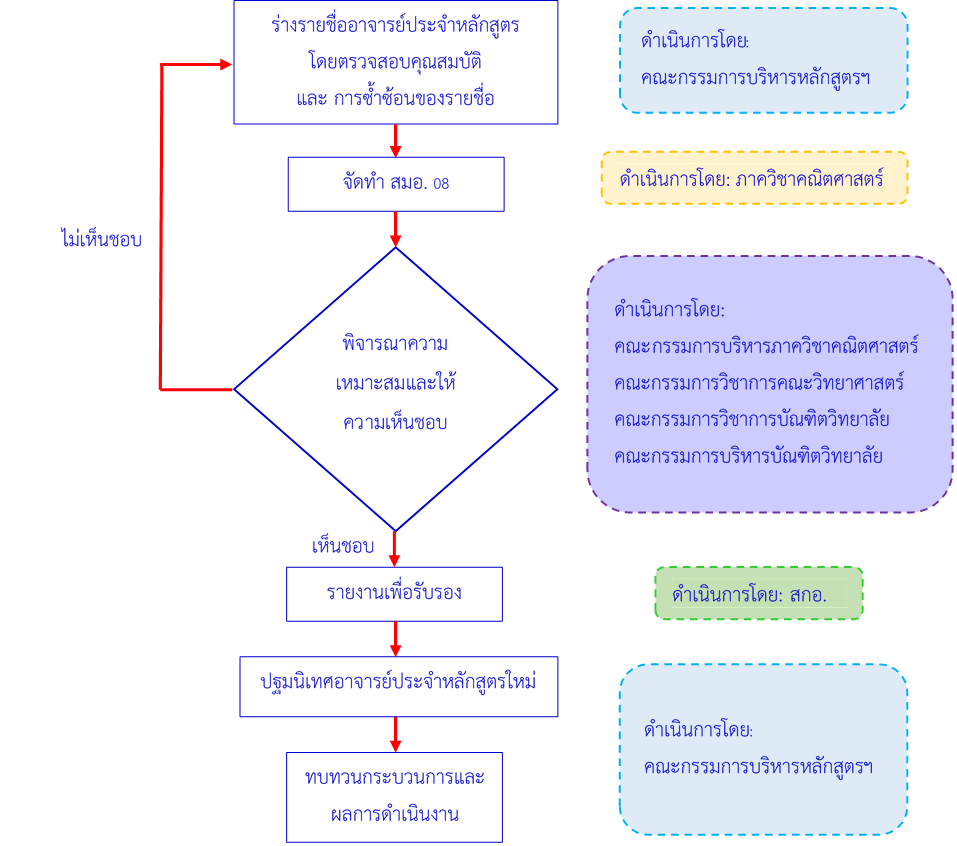 ร่างรายชื่ออาจารย์ประจำหลักสูตร
โดยตรวจสอบคุณสมบัติ
และ การซ้ำซ้อนของรายชื่อ
ดำเนินการโดย:
คณะกรรมการบริหารหลักสูตรฯ
จัดทำ สมอ. 08
ดำเนินการโดย: ภาควิชาคณิตศาสตร์
ไม่เห็นชอบ
พิจารณาความ
เหมาะสมและให้
ความเห็นชอบ
ดำเนินการโดย:
คณะกรรมการบริหารภาควิชาคณิตศาสตร์
คณะกรรมการวิชาการคณะวิทยาศาสตร์
คณะกรรมการวิชาการบัณฑิตวิทยาลัย
คณะกรรมการบริหารบัณฑิตวิทยาลัย
เห็นชอบ
รายงานเพื่อรับรอง
ดำเนินการโดย: สกอ.
ปฐมนิเทศอาจารย์ประจำหลักสูตรใหม่
ทบทวนกระบวนการและ
ผลการดำเนินงาน
ดำเนินการโดย:
คณะกรรมการบริหารหลักสูตรฯ